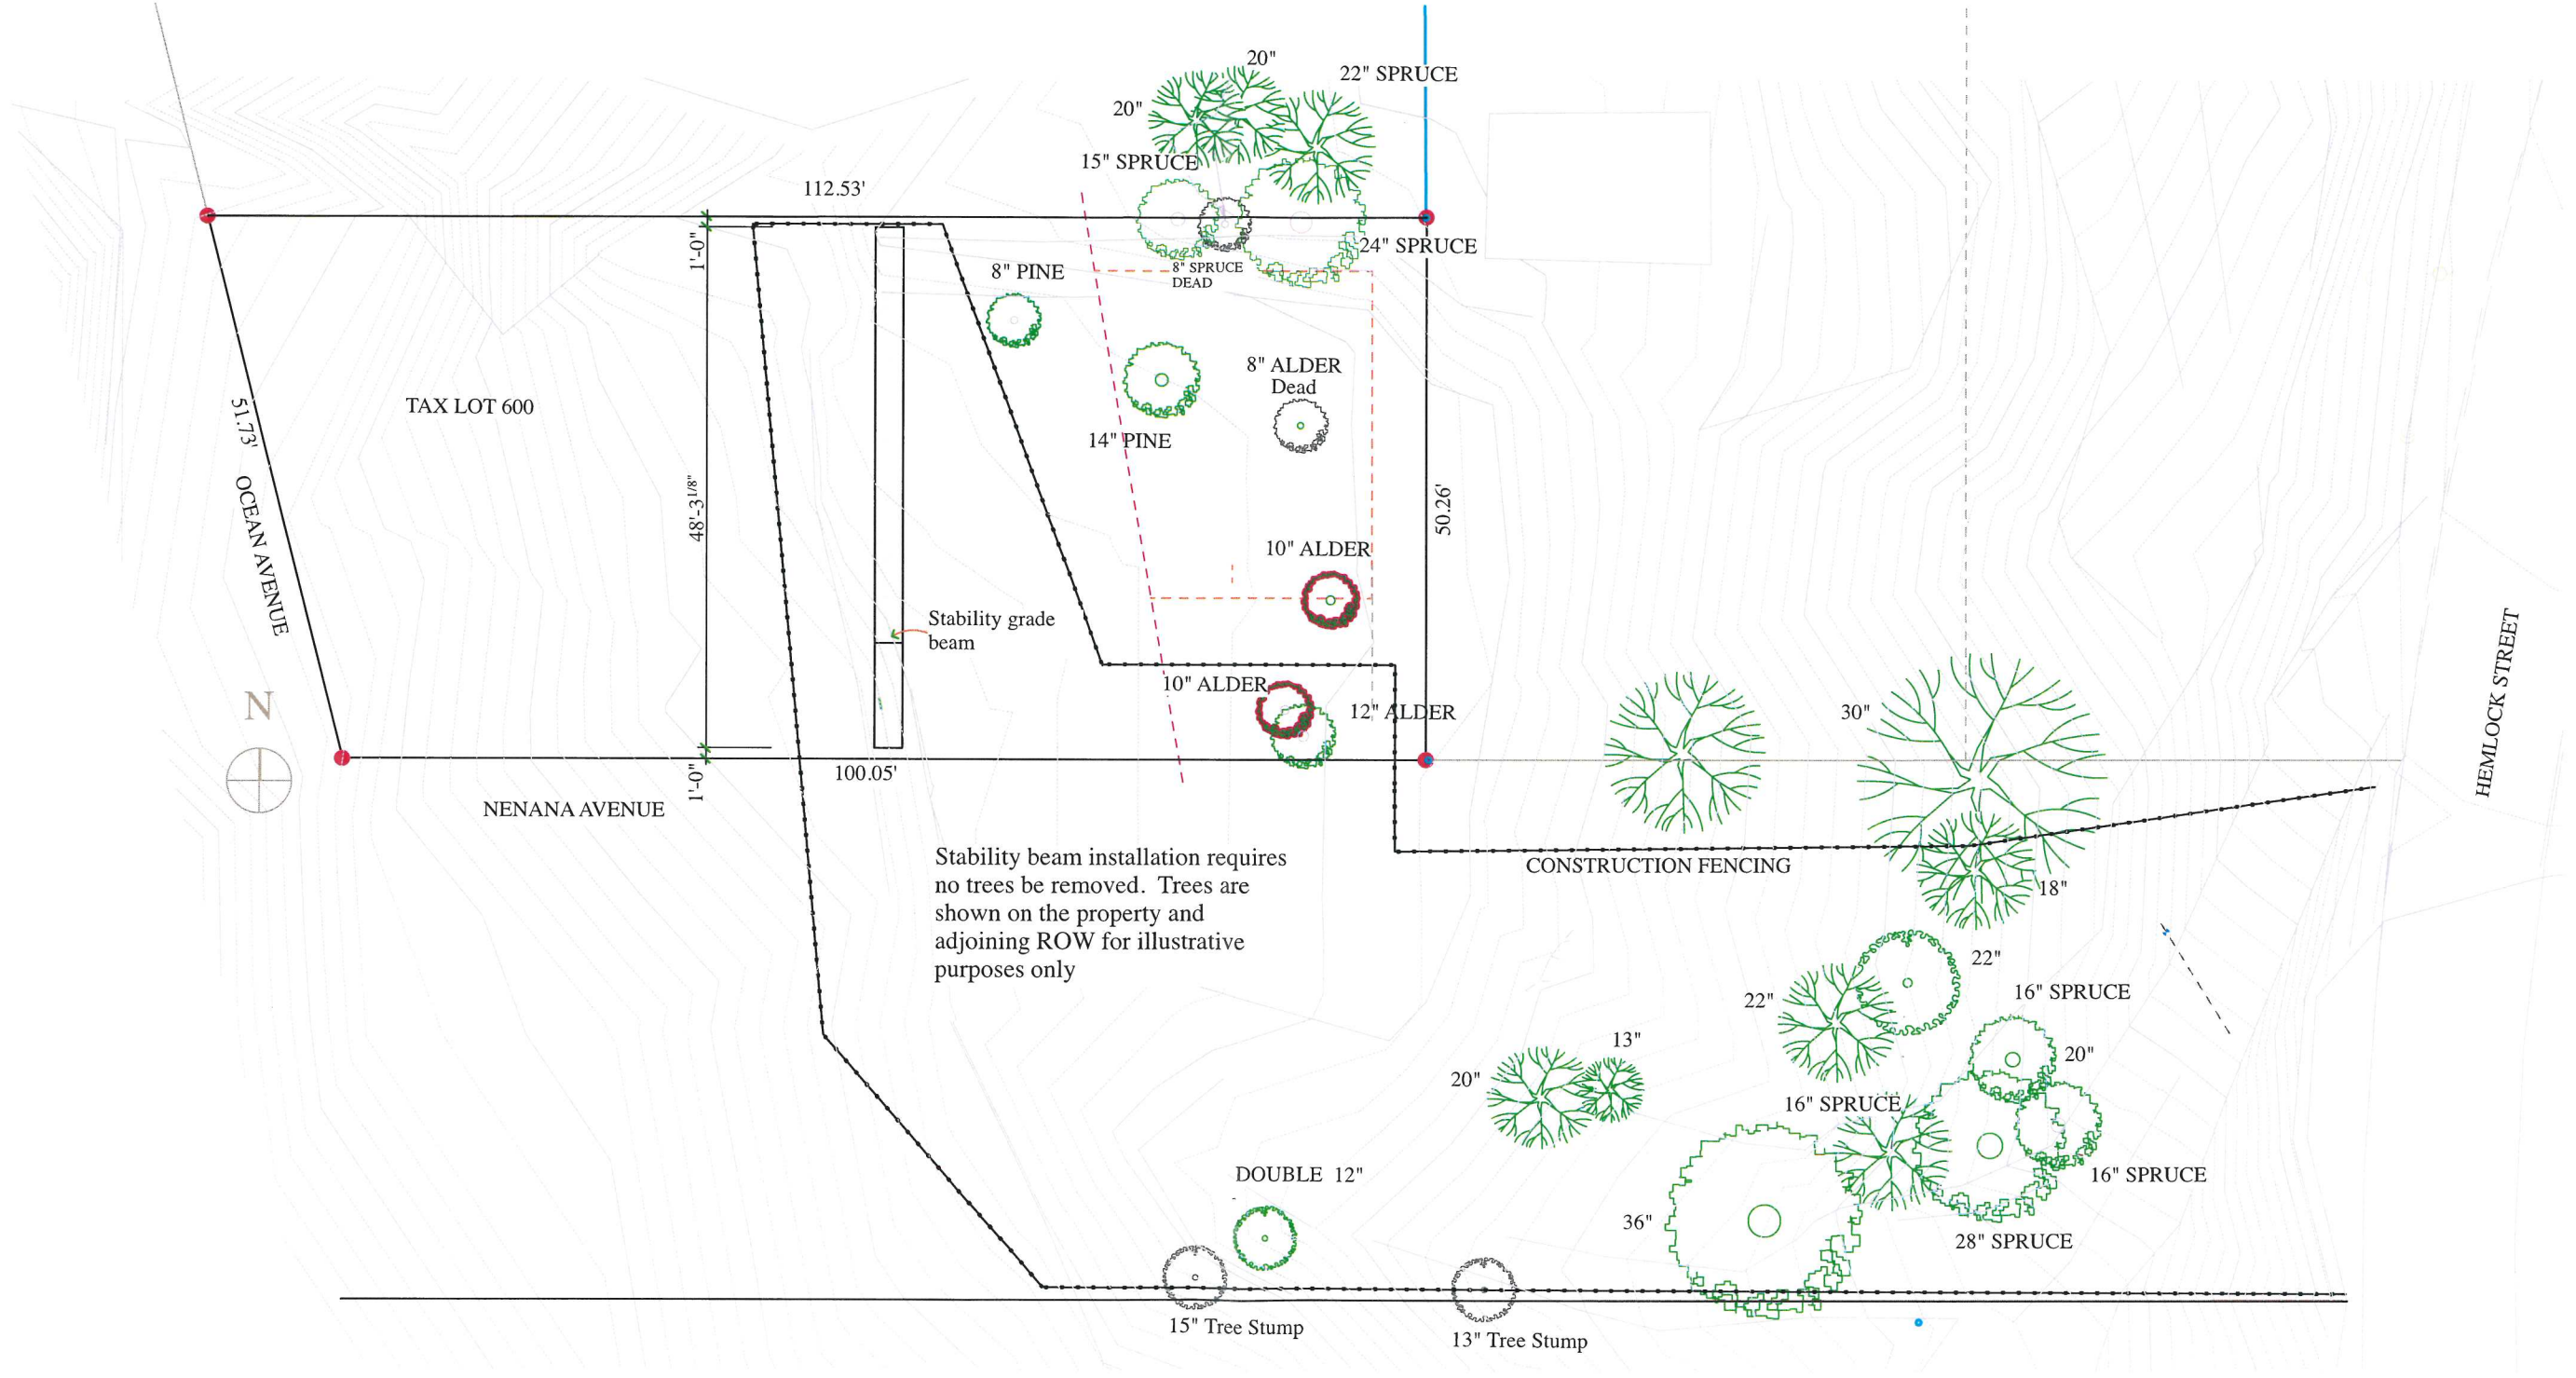 20"
22" SPRUCE
20"
15" SPRUCE
112.53'
24" SPRUCE
1'-0"
8" PINE
8" SPRUCE
DEAD
8" ALDER
Dead
TAX LOT 600
51.73'
14" PINE
OCEAN AVENUE
48'-3 1/8"
50.26'
10" ALDER
Stability grade
beam
10" ALDER
12" ALDER
30"
HEMLOCK STREET
N
1'-0"
100.05'
NENANA AVENUE
Stability beam installation requires
no trees be removed. Trees are
shown on the property and
adjoining ROW for illustrative
purposes only
CONSTRUCTION FENCING
18"
22"
22"
16" SPRUCE
13"
20"
20"
16" SPRUCE
DOUBLE 12"
16" SPRUCE
36"
28" SPRUCE
15" Tree Stump
13" Tree Stump